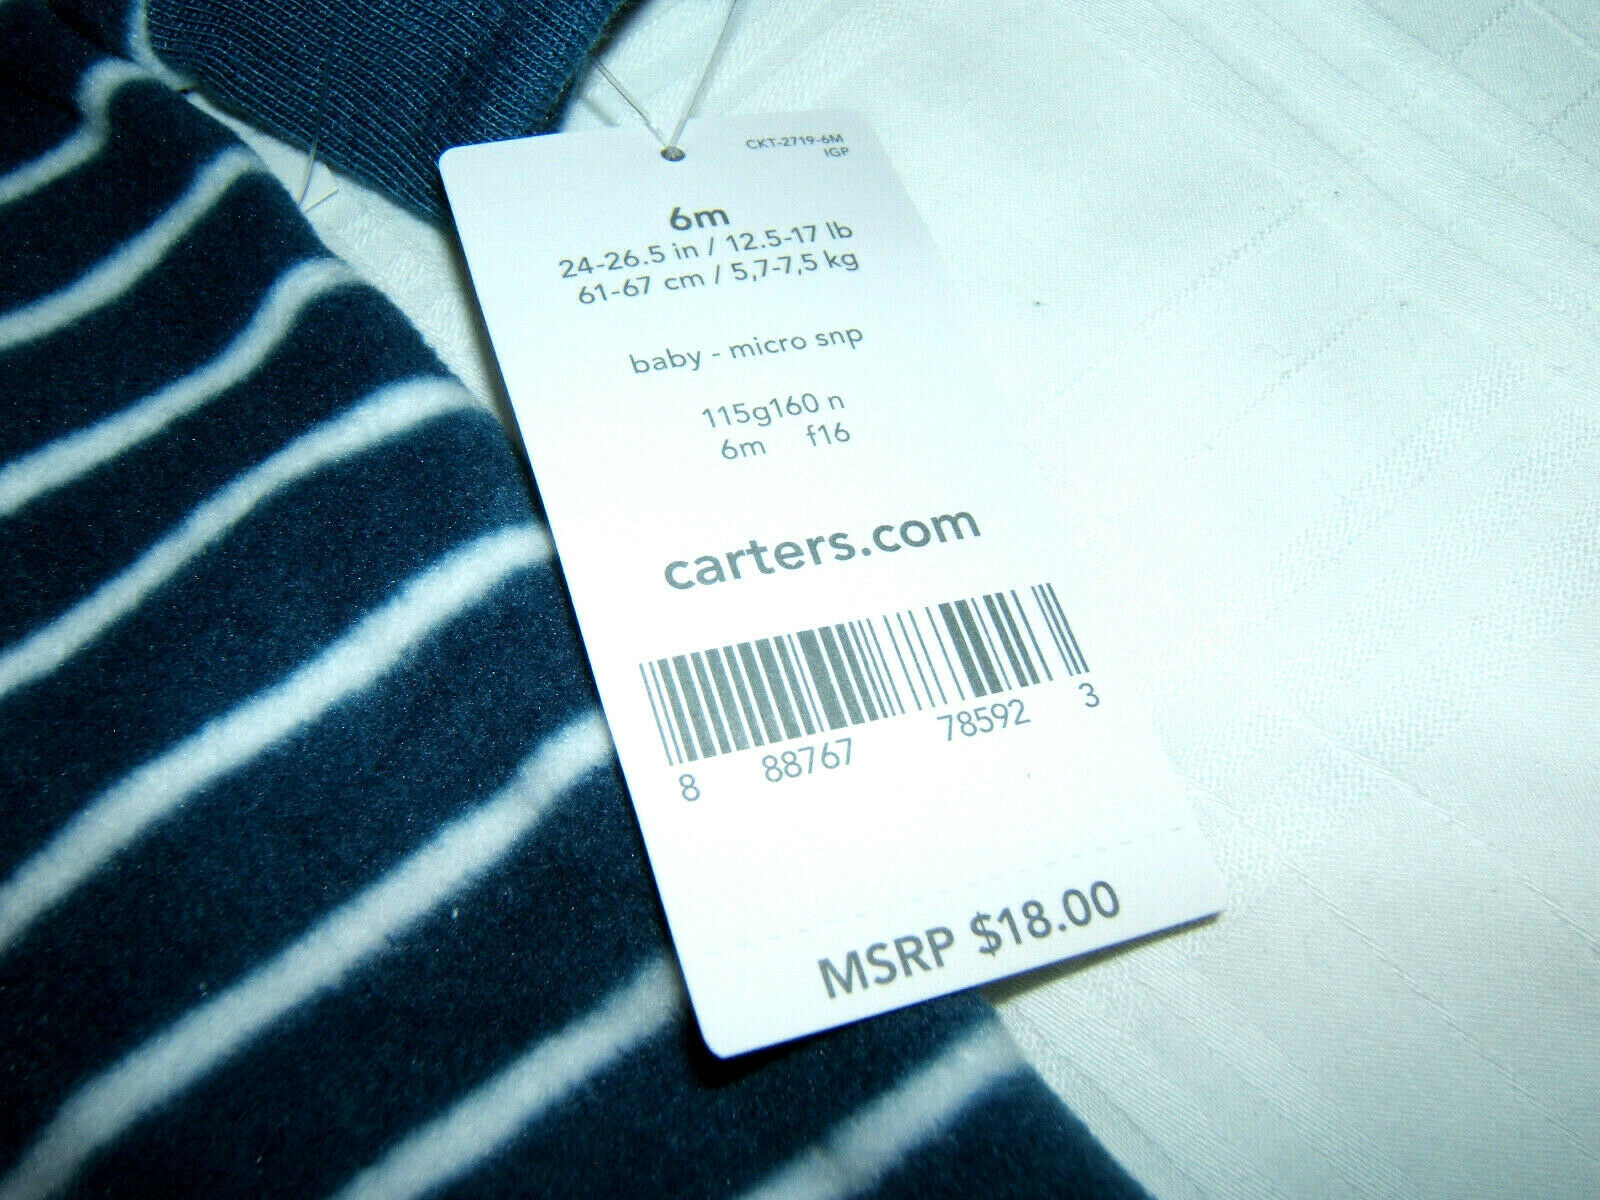 CKT-2719-6M
IGP
6m
24-26.5 in / 12.5-17 lb
61-67 cm / 5,7-7,5 kg
baby - micro snp
115g160 n
6m f16
carters.com
8 88767 78592 3
MSRP $18.00